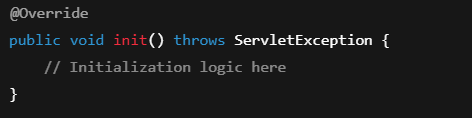 @Override
public void init() throws ServletException {
    // Initialization logic here
}